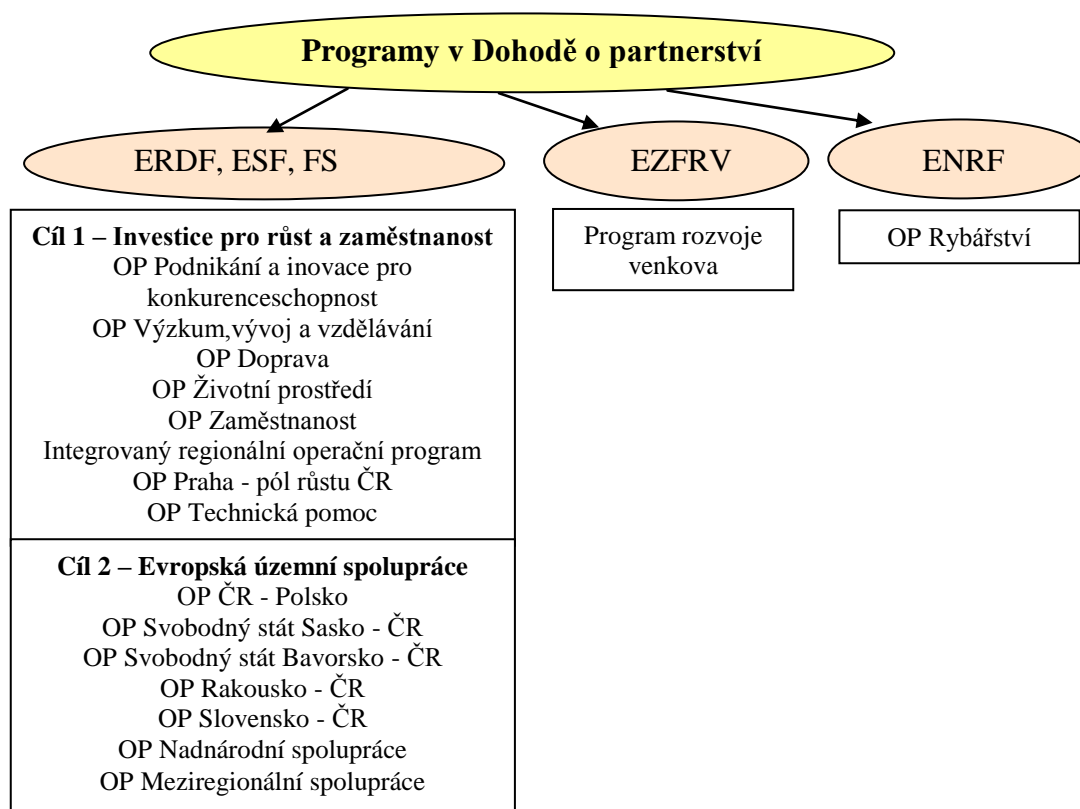 Programy v Dohodě o partnerství
ERDF, ESF, FS
EZFRV
ENRF
Cíl 1 – Investice pro růst a zaměstnanost
OP Podnikání a inovace pro
konkurenceschopnost
OP Výzkum,vývoj a vzdělávání
OP Doprava
OP Životní prostředí
OP Zaměstnanost
Integrovaný regionální operační program
OP Praha - pól růstu ČR
OP Technická pomoc
Cíl 2 – Evropská územní spolupráce
OP ČR - Polsko
OP Svobodný stát Sasko - ČR
OP Svobodný stát Bavorsko - ČR
OP Rakousko - ČR
OP Slovensko - ČR
OP Nadnárodní spolupráce
OP Meziregionální spolupráce
Program rozvoje
venkova
OP Rybářství